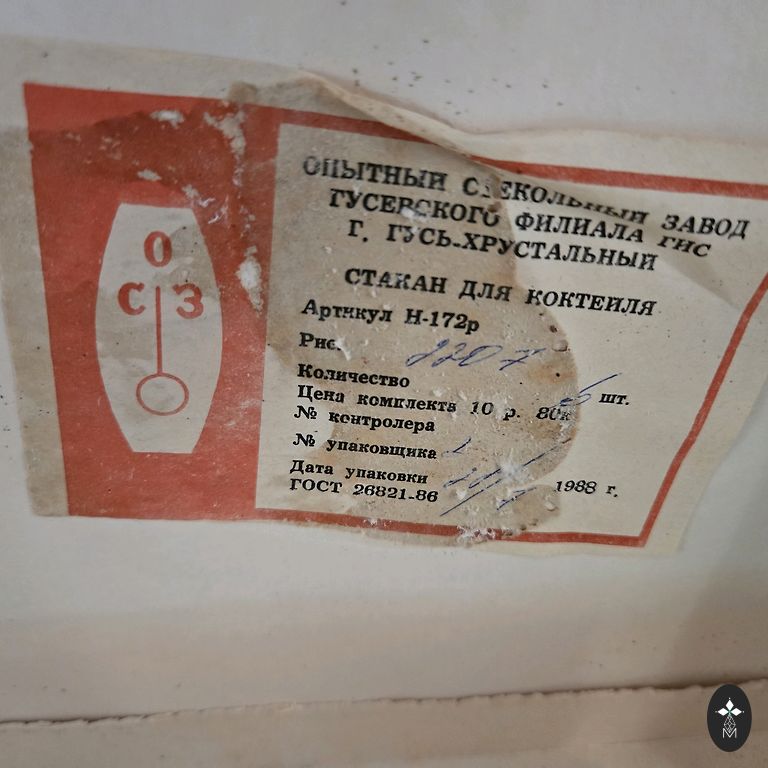 О
С З
ОПЫТНЫЙ СТЕКОЛЬНЫЙ ЗАВОД
ГУСЕВСКОГО ФИЛИАЛА ГИС
Г. ГУСЬ-ХРУСТАЛЬНЫЙ
СТАКАН ДЛЯ КОКТЕЙЛЯ
Артикул Н-172р
Рис. 2207
Количество 6 шт.
Цена комплекта 10 р. 80к
№ контролера
№ упаковщика
Дата упаковки 1988 г.
ГОСТ 26821-86
M